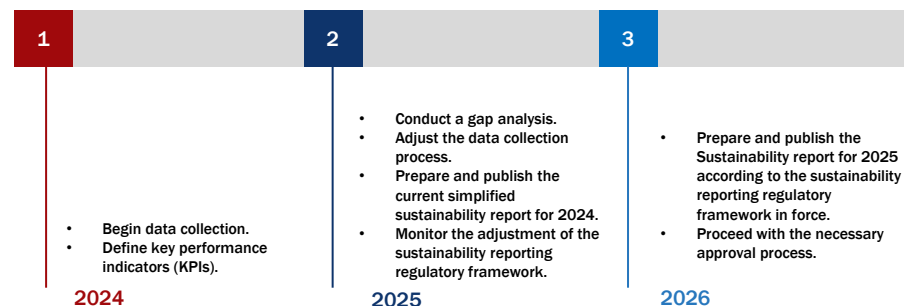 1
2
3
• Begin data collection.
• Define key performance
indicators (KPIs).
2024
• Conduct a gap analysis.
• Adjust the data collection
process.
• Prepare and publish the
current simplified
sustainability report for 2024.
• Monitor the adjustment of the
sustainability reporting
regulatory framework.
2025
• Prepare and publish the
Sustainability report for 2025
according to the sustainability
reporting regulatory
framework in force.
• Proceed with the necessary
approval process.
2026